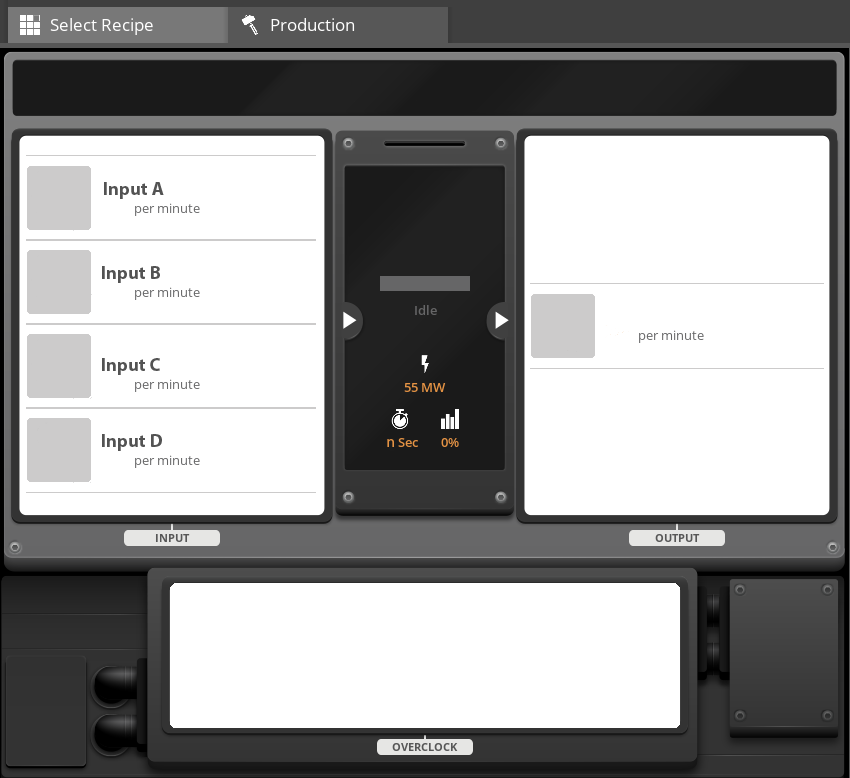 Select Recipe
Production
Input A
per minute
Input B
per minute
Input C
per minute
Input D
per minute
Idle
55 MW
n Sec
0%
per minute
INPUT
OUTPUT
OVERCLOCK